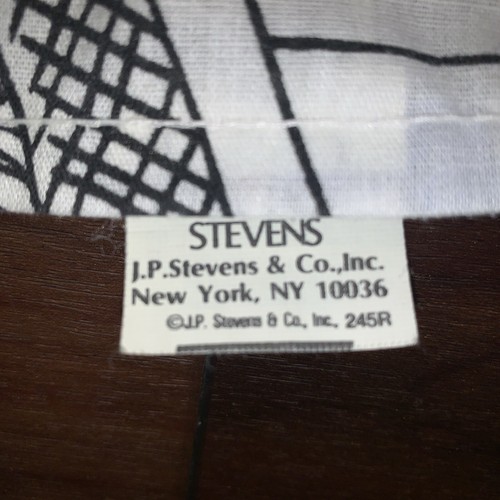 STEVENS
J.P.Stevens & Co.,Inc.
New York, NY 10036
©J.P. Stevens & Co., Inc. 245R